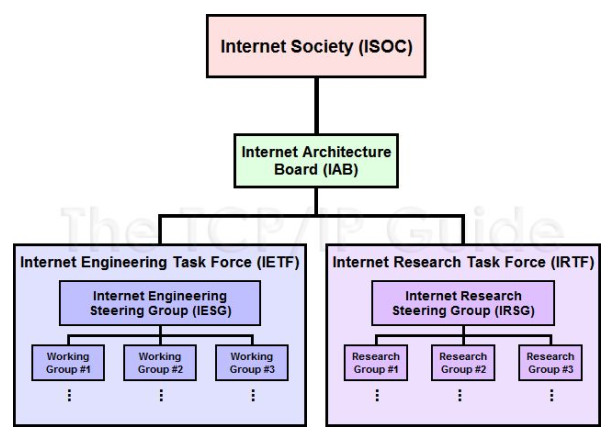 Internet Society (ISOC)
Internet Architecture
Board (IAB)
The TCP/IP Guide
Internet Engineering Task Force (IETF)
Internet Engineering
Steering Group (IESG)
Working
Group #1
Working
Group #2
Working
Group #3
Internet Research Task Force (IRTF)
Internet Research
Steering Group (IRSG)
Research
Group #1
Research
Group #2
Research
Group #3